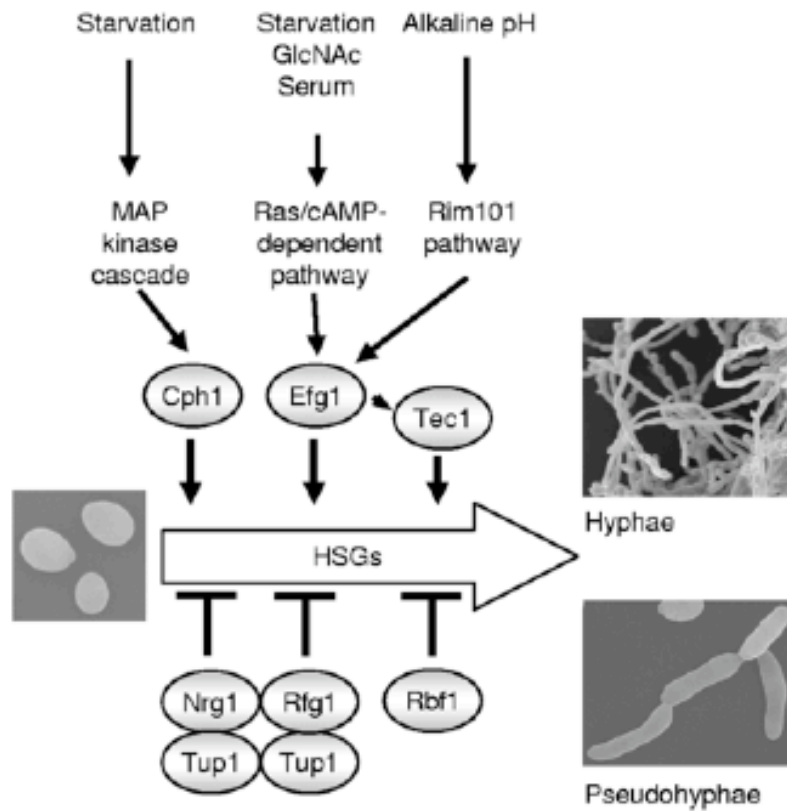 Starvation
Starvation
GlcNAc
Serum
Alkaline pH
MAP
kinase
cascade
Ras/cAMP-
dependent
pathway
Rim101
pathway
Cph1
Efg1
Tec1
HSGs
Hyphae
Nrg1
Rfg1
Rbf1
Tup1
Tup1
Pseudohyphae